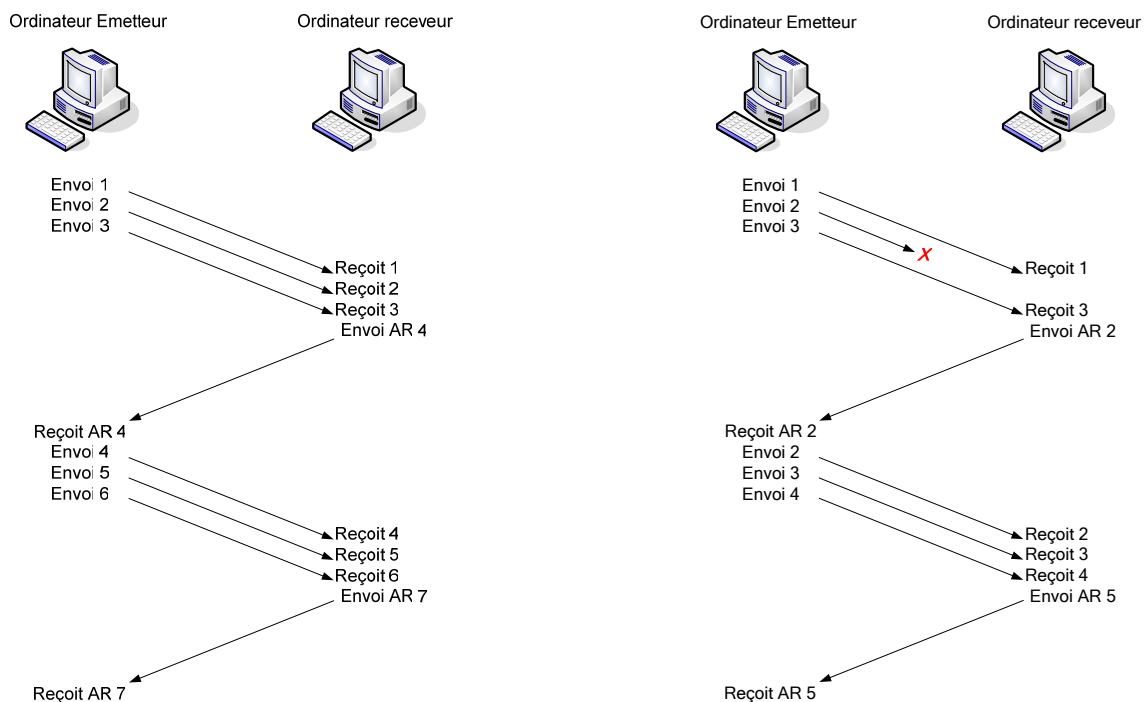 Ordinateur Emetteur
Ordinateur receveur
Envoi 1
Envoi 2
Envoi 3
Reçoit 1
Reçoit 2
Reçoit 3
Envoi AR 4
Reçoit AR 4
Envoi 4
Envoi 5
Envoi 6
Reçoit 4
Reçoit 5
Reçoit 6
Envoi AR 7
Reçoit AR 7
Ordinateur Emetteur
Ordinateur receveur
Envoi 1
Envoi 2
Envoi 3
X
Reçoit 1
Reçoit 3
Envoi AR 2
Reçoit AR 2
Envoi 2
Envoi 3
Envoi 4
Reçoit 2
Reçoit 3
Reçoit 4
Envoi AR 5
Reçoit AR 5